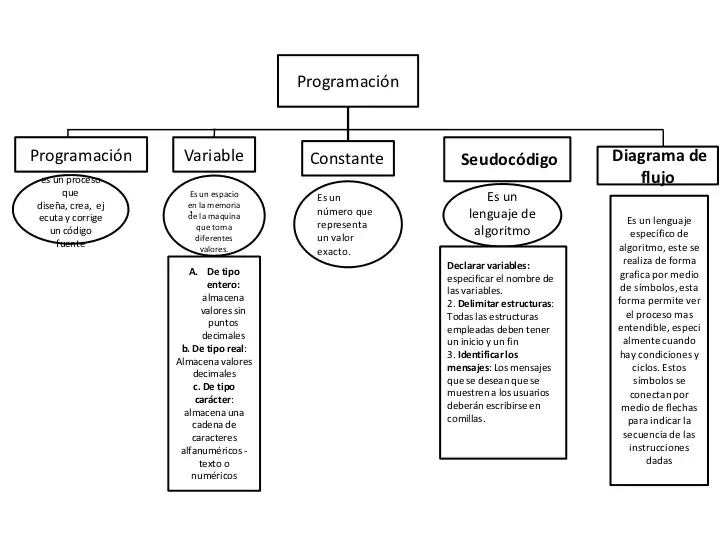 Programación
Programación
es un proceso
que
diseña, crea, ej
ecuta y corrige
un código
fuente
Variable
Es un espacio
en la memoria
de la maquina
que toma
diferentes
valores.
A. De tipo
entero:
almacena
valores sin
puntos
decimales
b. De tipo real:
Almacena valores
decimales
c. De tipo
carácter:
almacena una
cadena de
caracteres
alfanuméricos -
texto o
numéricos
Constante
Es un
número que
representa
un valor
exacto.
Seudocódigo
Es un
lenguaje de
algoritmo
Declarar variables:
especificar el nombre de
las variables.
2. Delimitar estructuras:
Todas las estructuras
empleadas deben tener
un inicio y un fin
3. Identificar los
mensajes: Los mensajes
que se desean que se
muestren a los usuarios
deberán escribirse en
comillas.
Diagrama de
flujo
Es un lenguaje
específico de
algoritmo, este se
realiza de forma
grafica por medio
de símbolos, esta
forma permite ver
el proceso mas
entendible, especi
almente cuando
hay condiciones y
ciclos. Estos
símbolos se
conectan por
medio de flechas
para indicar la
secuencia de las
instrucciones
dadas